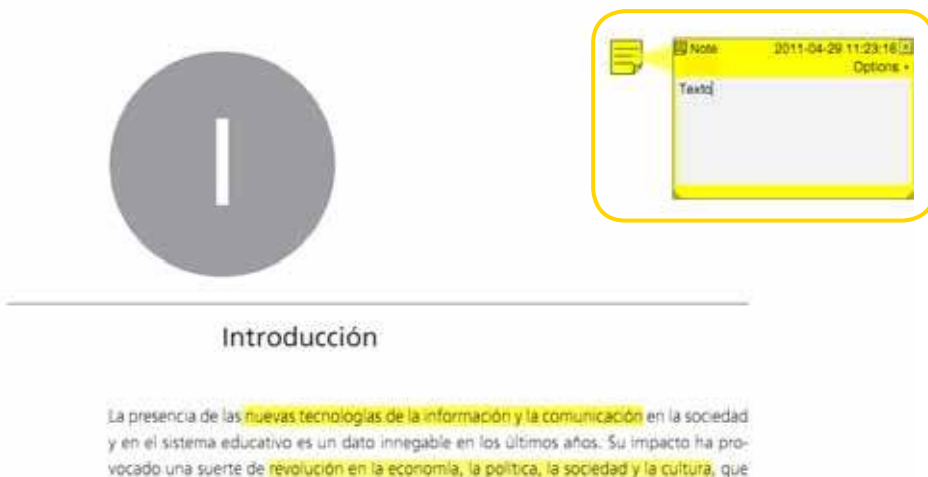 Note 2011-04-29 11:23:16
Options
Texto
I
Introducción
La presencia de las nuevas tecnologías de la información y la comunicación en la sociedad
y en el sistema educativo es un dato innegable en los últimos años. Su impacto ha pro-
vocado una suerte de revolución en la economía, la política, la sociedad y la cultura, que